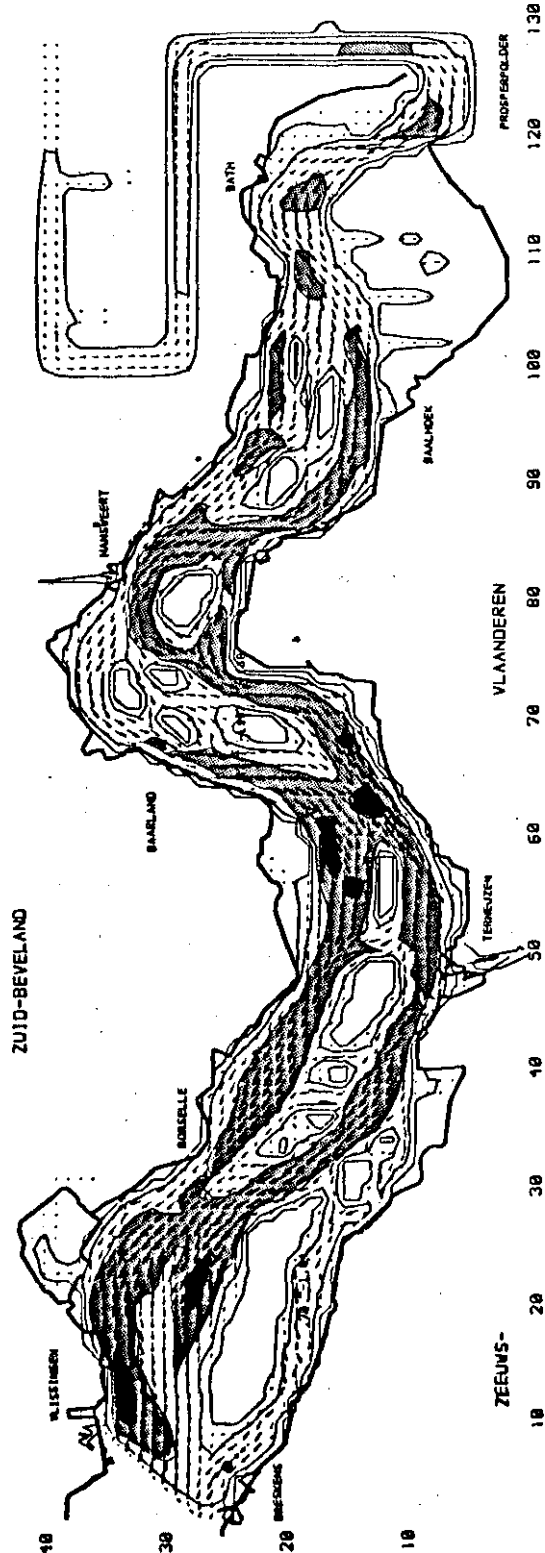 ZUID-BEVELAND
VLISSINGEN
BORSELLE
BAARLAND
HANSWEERT
BATH
BRESKENS
TERNEUZEN
BAALHOEK
PROSPERPOLDER
ZEEUWS-
VLAANDEREN
40
30
20
10
10
20
30
40
50
60
70
80
90
100
110
120
130